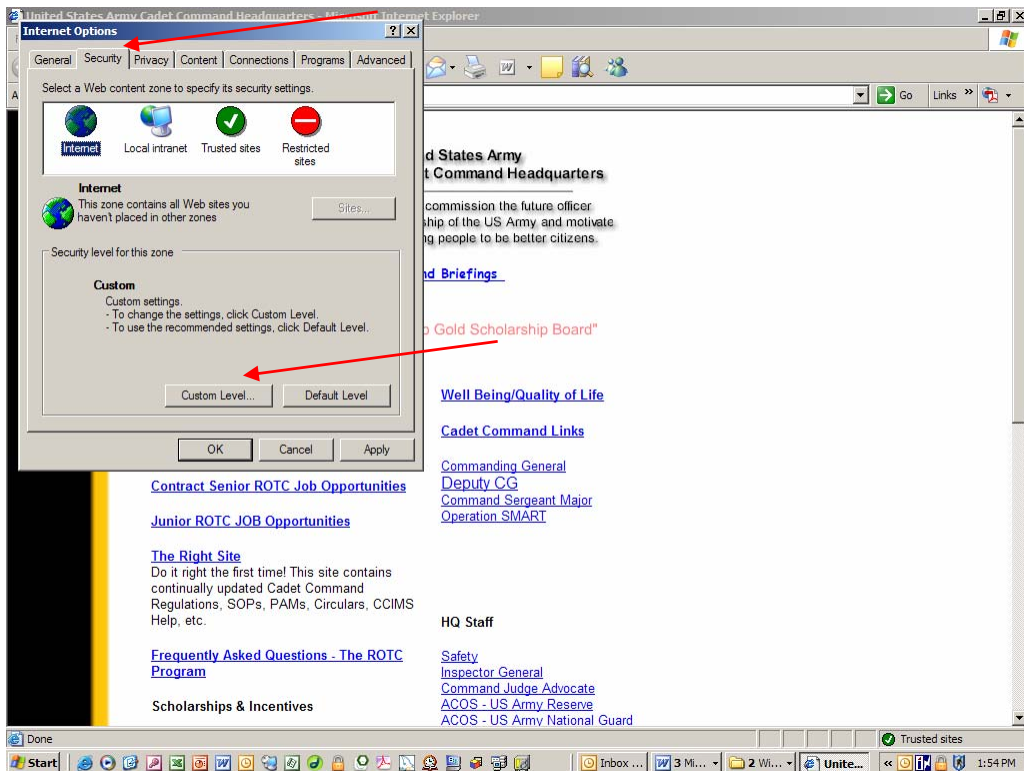 United States Army Cadet Command Headquarters - Microsoft Internet Explorer
Internet Options
General Security Privacy Content Connections Programs Advanced
Select a Web content zone to specify its security settings.
Internet Local intranet Trusted sites Restricted
sites
Internet
This zone contains all Web sites you
haven't placed in other zones
Sites...
Security level for this zone
Custom
Custom settings.
- To change the settings, click Custom Level.
- To use the recommended settings, click Default Level.
Custom Level... Default Level
OK Cancel Apply
Go Links »
d States Army
t Command Headquarters
commission the future officer
ship of the US Army and motivate
ng people to be better citizens.
nd Briefings
o Gold Scholarship Board"
Well Being/Quality of Life
Cadet Command Links
Commanding General
Deputy CG
Command Sergeant Major
Operation SMART
Contract Senior ROTC Job Opportunities
Junior ROTC JOB Opportunities
The Right Site
Do it right the first time! This site contains
continually updated Cadet Command
Regulations, SOPs, PAMs, Circulars, CCIMS
Help, etc.
Frequently Asked Questions - The ROTC
Program
Scholarships & Incentives
HQ Staff
Safety
Inspector General
Command Judge Advocate
ACOS - US Army Reserve
ACOS - US Army National Guard
Done Trusted sites
Start Inbox ... 3 Mi... 2 Wi... Unite... « 1:54 PM